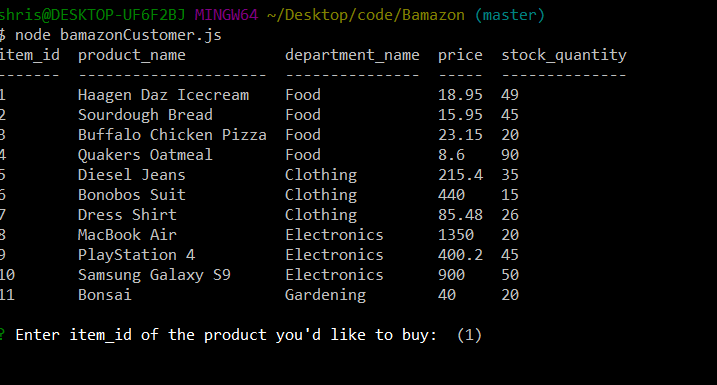 shris@DESKTOP-UF6F2BJ MINGW64 ~/Desktop/code/Bamazon (master)
$ node bamazonCustomer.js
item_id  product_name           department_name  price  stock_quantity
-------  ---------------------  ---------------  -----  --------------
1        Haagen Daz Icecream    Food             18.95  49
2        Sourdough Bread        Food             15.95  45
3        Buffalo Chicken Pizza  Food             23.15  20
4        Quakers Oatmeal        Food             8.6    90
5        Diesel Jeans           Clothing         215.4  35
6        Bonobos Suit           Clothing         440    15
7        Dress Shirt            Clothing         85.48  26
8        MacBook Air            Electronics      1350   20
9        PlayStation 4          Electronics      400.2  45
10       Samsung Galaxy S9      Electronics      900    50
11       Bonsai                 Gardening        40     20
? Enter item_id of the product you'd like to buy:  (1)